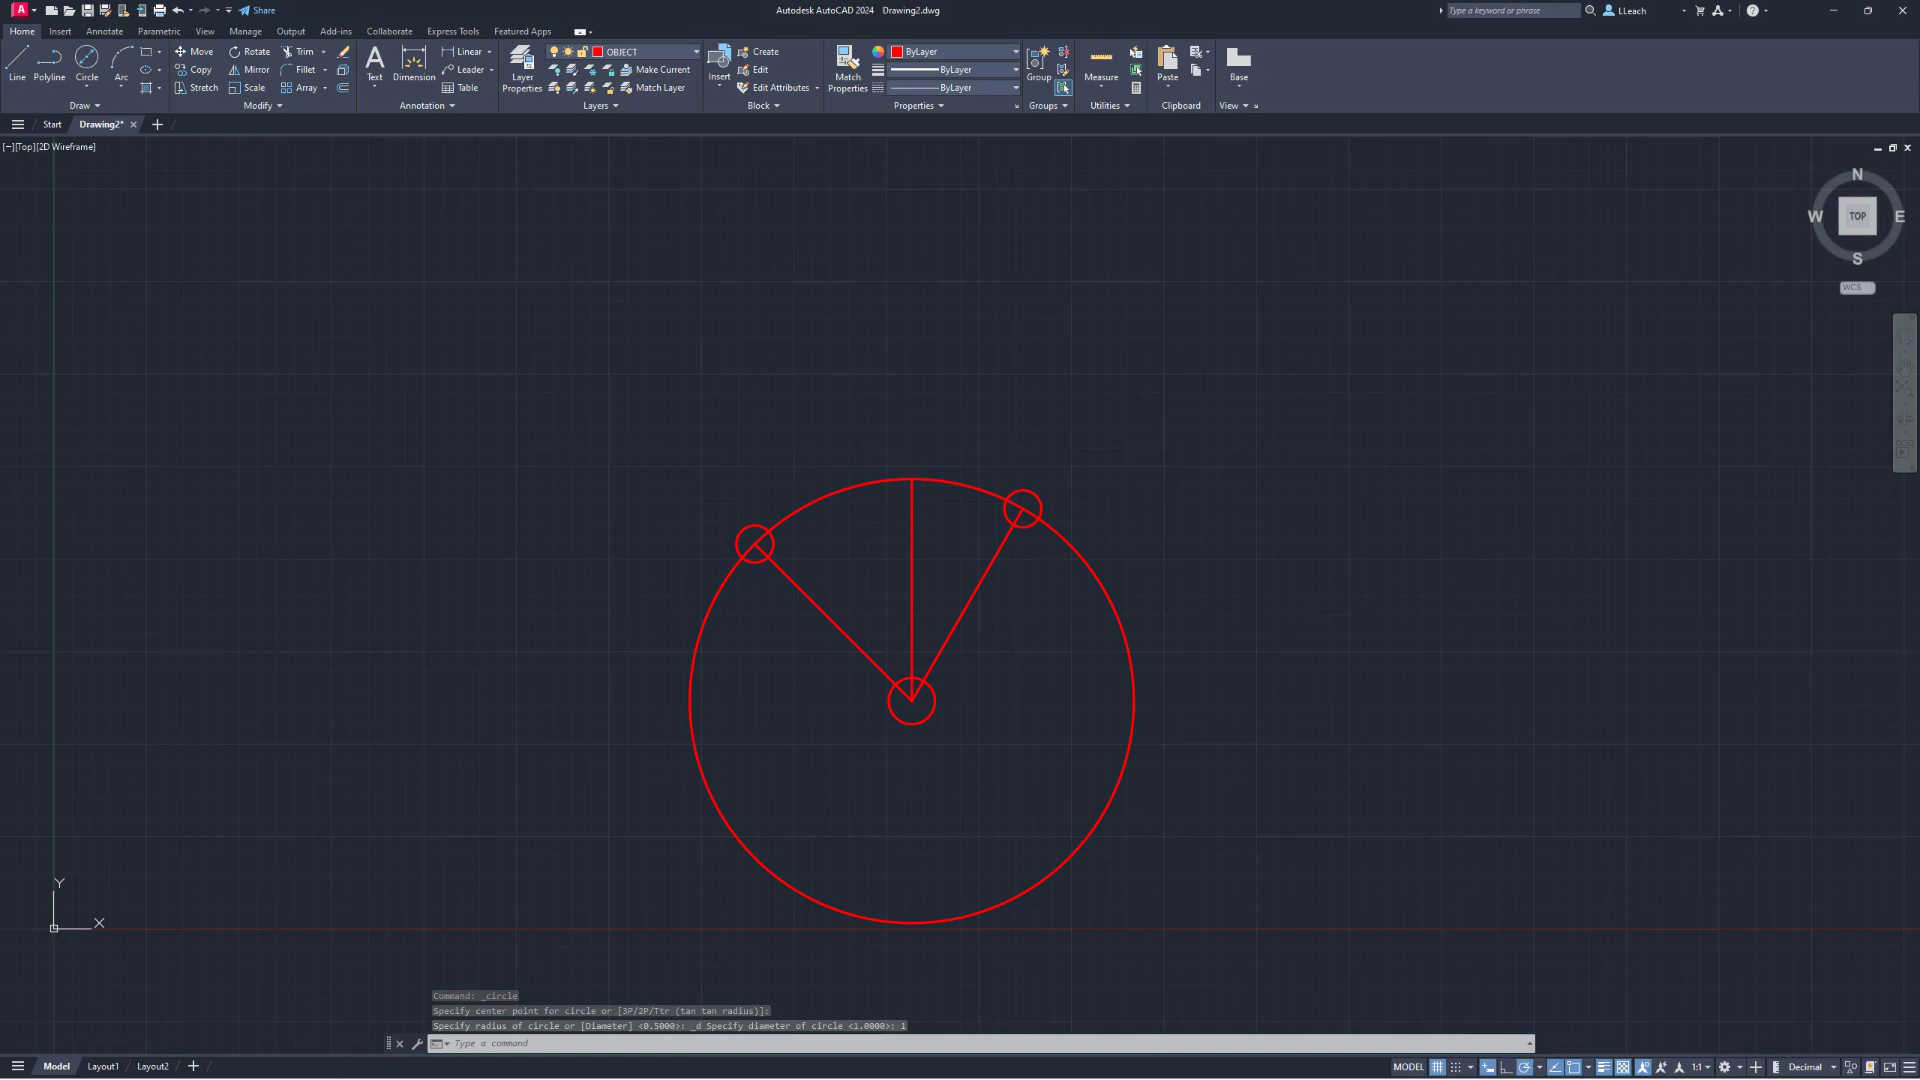 A Share Autodesk AutoCAD 2024 Drawing2.dwg Type a keyword or phrase LLeach ?
Home Insert Annotate Parametric View Manage Output Add-ins Collaborate Express Tools Featured Apps
Line Polyline Circle Arc
Draw
Move Rotate Trim
Copy Mirror Fillet
Stretch Scale Array
Modify
A Text Dimension
Linear
Leader
Table
Annotation
Layer Properties
OBJECT
Make Current
Match Layer
Layers
Insert
Create
Edit
Edit Attributes
Block
Match Properties
ByLayer
ByLayer
ByLayer
Properties
Group
Groups
Measure
Utilities
Paste
Clipboard
Base
View
Start Drawing2*
[−][Top][2D Wireframe]
N
W TOP E
S
WCS
Y
X
Command: _circle
Specify center point for circle or [3P/2P/Ttr (tan tan radius)]:
Specify radius of circle or [Diameter] <0.5000>: _d Specify diameter of circle <1.0000>: 1
Type a command
Model Layout1 Layout2 MODEL 1:1 Decimal